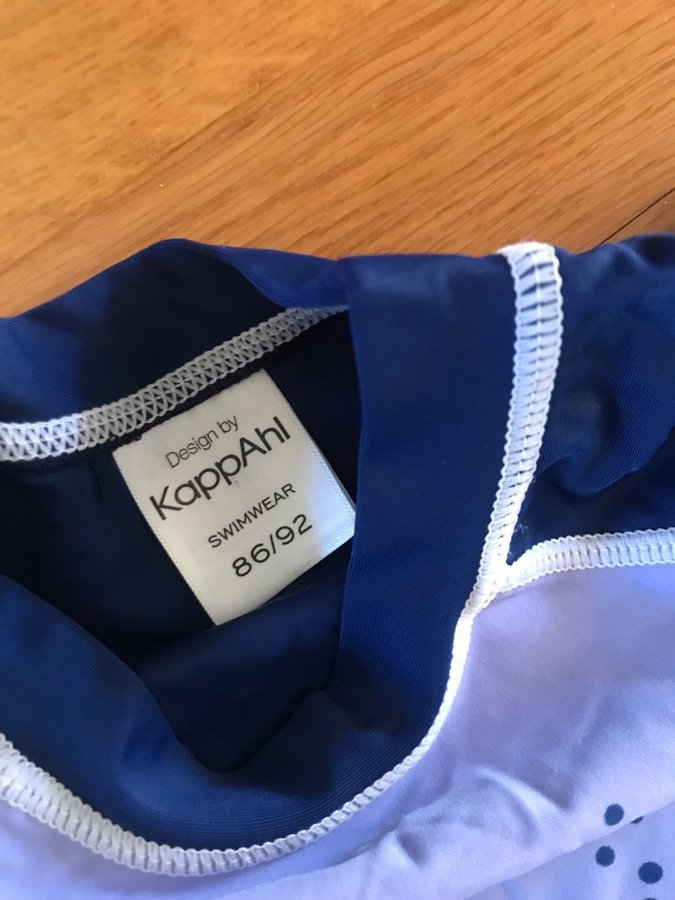 Design by
KappAhl
SWIMWEAR
86/92